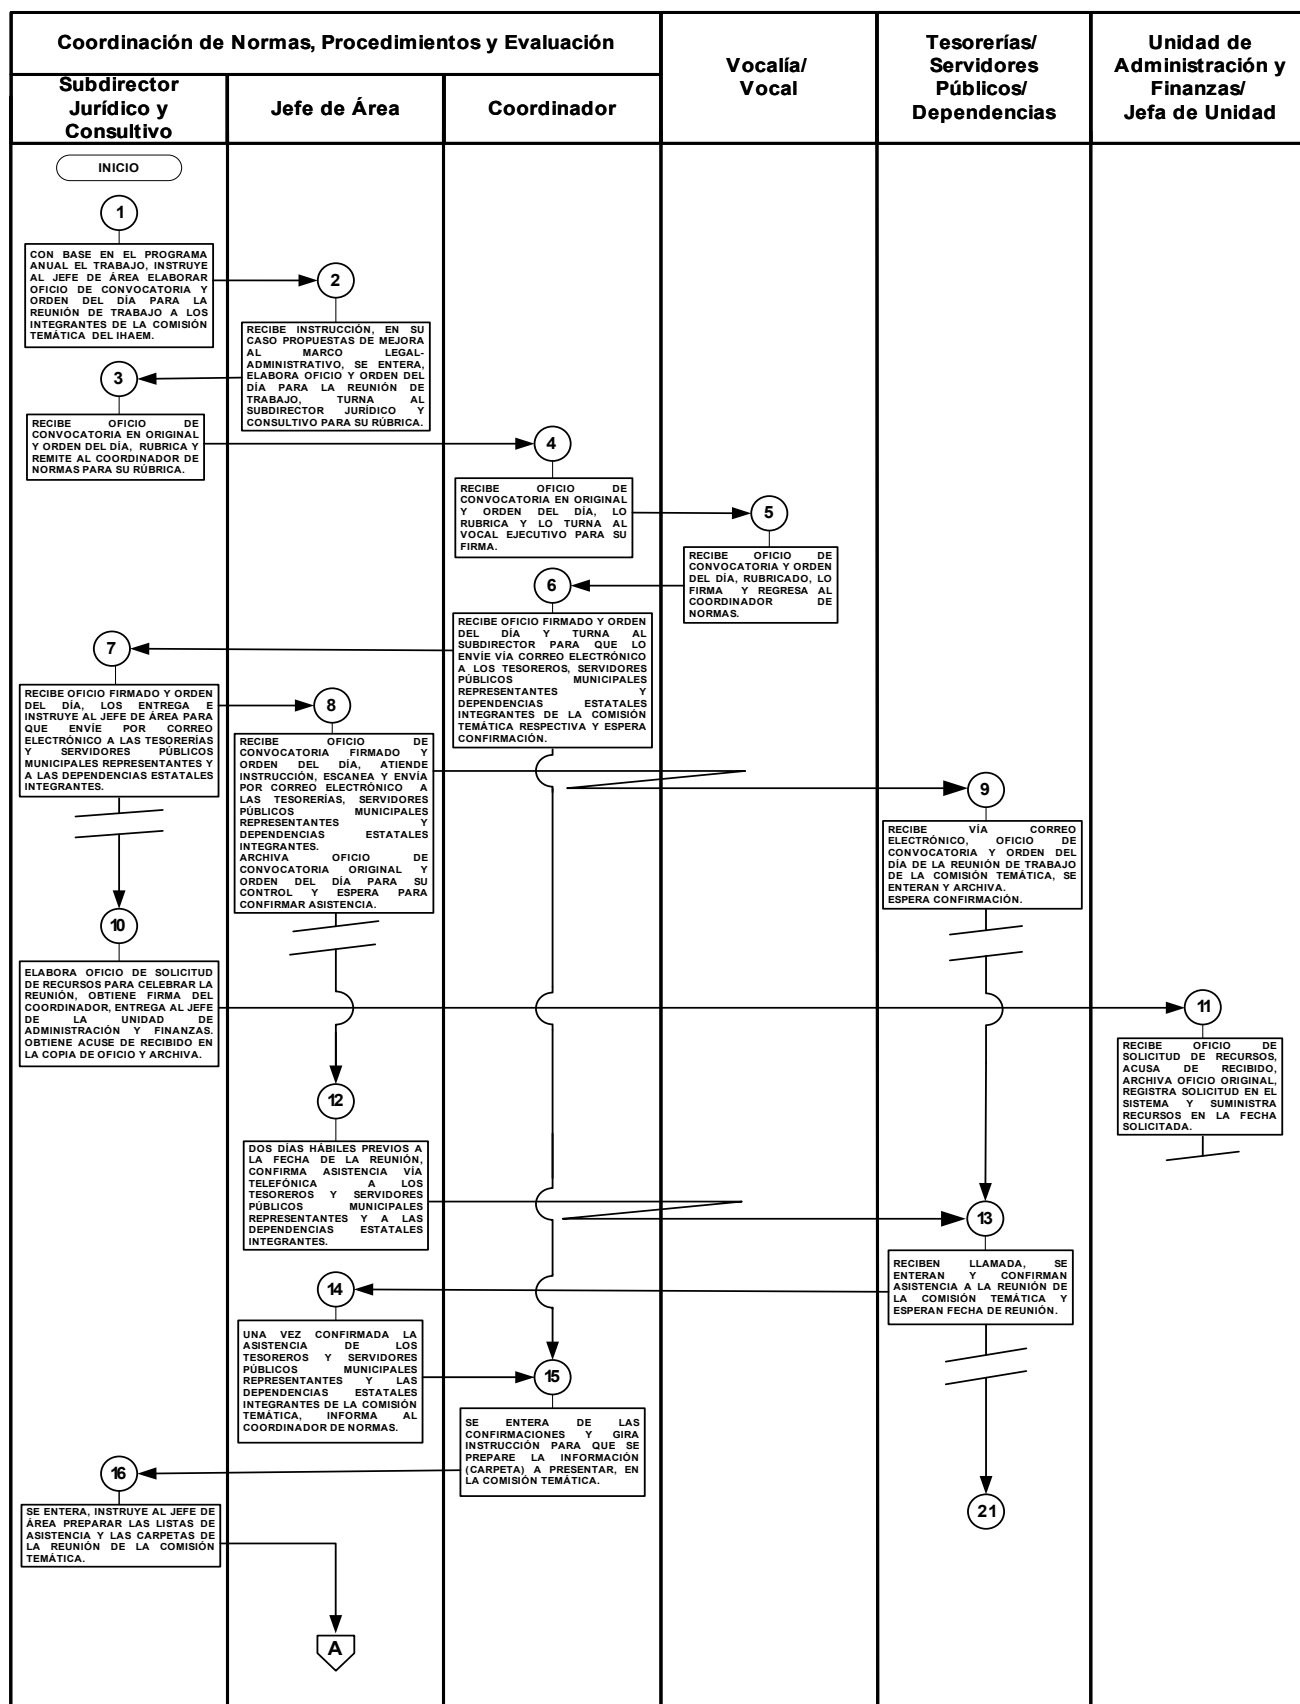 Coordinación de Normas, Procedimientos y Evaluación
Subdirector
Jurídico y
Consultivo
Jefe de Área
Coordinador
Vocalía/
Vocal
Tesorerías/
Servidores
Públicos/
Dependencias
Unidad de
Administración y
Finanzas/
Jefa de Unidad
INICIO
1
CON BASE EN EL PROGRAMA
ANUAL EL TRABAJO, INSTRUYE
AL JEFE DE ÁREA ELABORAR
OFICIO DE CONVOCATORIA Y
ORDEN DEL DÍA PARA LA
REUNIÓN DE TRABAJO A LOS
INTEGRANTES DE LA COMISIÓN
TEMÁTICA DEL IHAEM.
2
RECIBE INSTRUCCIÓN, EN SU
CASO PROPUESTAS DE MEJORA
AL MARCO LEGAL-
ADMINISTRATIVO, SE ENTERA,
ELABORA OFICIO Y ORDEN DEL
DÍA PARA LA REUNIÓN DE
TRABAJO, TURNA AL
SUBDIRECTOR JURÍDICO Y
CONSULTIVO PARA SU RÚBRICA.
3
RECIBE OFICIO DE
CONVOCATORIA EN ORIGINAL
Y ORDEN DEL DÍA, RUBRICA Y
REMITE AL COORDINADOR DE
NORMAS PARA SU RÚBRICA.
4
RECIBE OFICIO DE
CONVOCATORIA EN ORIGINAL
Y ORDEN DEL DÍA, LO
RUBRICA Y LO TURNA AL
VOCAL EJECUTIVO PARA SU
FIRMA.
5
RECIBE OFICIO DE
CONVOCATORIA Y ORDEN
DEL DÍA, RUBRICADO, LO
FIRMA Y REGRESA AL
COORDINADOR DE
NORMAS.
6
RECIBE OFICIO FIRMADO Y ORDEN
DEL DÍA Y TURNA AL
SUBDIRECTOR PARA QUE LO
ENVÍE VÍA CORREO ELECTRÓNICO
A LOS TESOREROS, SERVIDORES
PÚBLICOS MUNICIPALES
REPRESENTANTES Y
DEPENDENCIAS ESTATALES
INTEGRANTES DE LA COMISIÓN
TEMÁTICA RESPECTIVA Y ESPERA
CONFIRMACIÓN.
7
RECIBE OFICIO FIRMADO Y ORDEN
DEL DÍA, LOS ENTREGA E
INSTRUYE AL JEFE DE ÁREA PARA
QUE ENVÍE POR CORREO
ELECTRÓNICO A LAS TESORERÍAS
Y SERVIDORES PÚBLICOS
MUNICIPALES REPRESENTANTES Y
A LAS DEPENDENCIAS ESTATALES
INTEGRANTES.
8
RECIBE OFICIO DE
CONVOCATORIA FIRMADO Y
ORDEN DEL DÍA, ATIENDE
INSTRUCCIÓN, ESCANEA Y ENVÍA
POR CORREO ELECTRÓNICO A
LAS TESORERÍAS, SERVIDORES
PÚBLICOS MUNICIPALES
REPRESENTANTES Y
DEPENDENCIAS ESTATALES
INTEGRANTES.
ARCHIVA OFICIO DE
CONVOCATORIA ORIGINAL Y
ORDEN DEL DÍA PARA SU
CONTROL Y ESPERA PARA
CONFIRMAR ASISTENCIA.
9
RECIBE VÍA CORREO
ELECTRÓNICO, OFICIO DE
CONVOCATORIA Y ORDEN DEL
DÍA DE LA REUNIÓN DE TRABAJO
DE LA COMISIÓN TEMÁTICA, SE
ENTERAN Y ARCHIVA.
ESPERA CONFIRMACIÓN.
10
ELABORA OFICIO DE SOLICITUD
DE RECURSOS PARA CELEBRAR LA
REUNIÓN, OBTIENE FIRMA DEL
COORDINADOR, ENTREGA AL JEFE
DE LA UNIDAD DE
ADMINISTRACIÓN Y FINANZAS.
OBTIENE ACUSE DE RECIBIDO EN
LA COPIA DE OFICIO Y ARCHIVA.
11
RECIBE OFICIO DE
SOLICITUD DE RECURSOS,
ACUSA DE RECIBIDO,
ARCHIVA OFICIO ORIGINAL,
REGISTRA SOLICITUD EN EL
SISTEMA Y SUMINISTRA
RECURSOS EN LA FECHA
SOLICITADA.
12
DOS DÍAS HÁBILES PREVIOS A
LA FECHA DE LA REUNIÓN,
CONFIRMA ASISTENCIA VÍA
TELEFÓNICA A LOS
TESOREROS Y SERVIDORES
PÚBLICOS MUNICIPALES
REPRESENTANTES Y A LAS
DEPENDENCIAS ESTATALES
INTEGRANTES.
13
RECIBEN LLAMADA, SE
ENTERAN Y CONFIRMAN
ASISTENCIA A LA REUNIÓN DE
LA COMISIÓN TEMÁTICA Y
ESPERAN FECHA DE REUNIÓN.
14
UNA VEZ CONFIRMADA LA
ASISTENCIA DE LOS
TESOREROS Y SERVIDORES
PÚBLICOS MUNICIPALES
REPRESENTANTES Y LAS
DEPENDENCIAS ESTATALES
INTEGRANTES DE LA COMISIÓN
TEMÁTICA, INFORMA AL
COORDINADOR DE NORMAS.
15
SE ENTERA DE LAS
CONFIRMACIONES Y GIRA
INSTRUCCIÓN PARA QUE SE
PREPARE LA INFORMACIÓN
(CARPETA) A PRESENTAR, EN
LA COMISIÓN TEMÁTICA.
16
SE ENTERA, INSTRUYE AL JEFE DE
ÁREA PREPARAR LAS LISTAS DE
ASISTENCIA Y LAS CARPETAS DE
LA REUNIÓN DE LA COMISIÓN
TEMÁTICA.
21
A